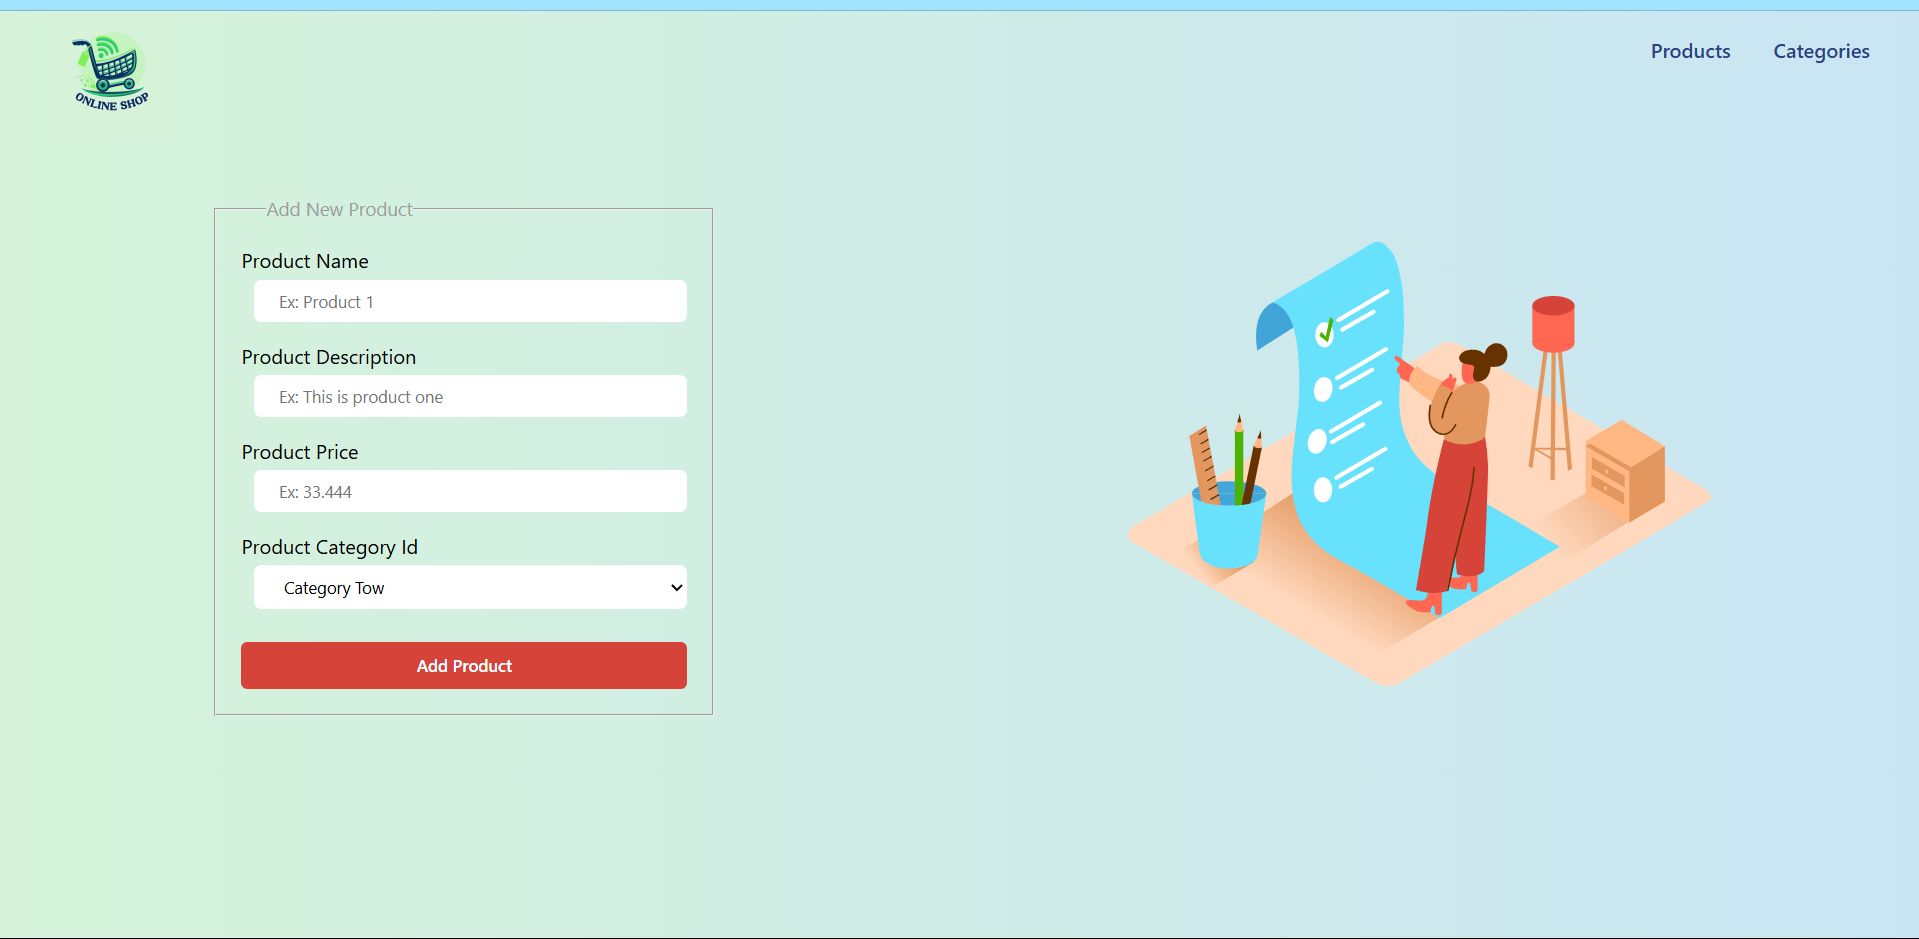 ONLINE SHOP
Products
Categories
Add New Product
Product Name
Ex: Product 1
Product Description
Ex: This is product one
Product Price
Ex: 33.444
Product Category Id
Category Tow
Add Product